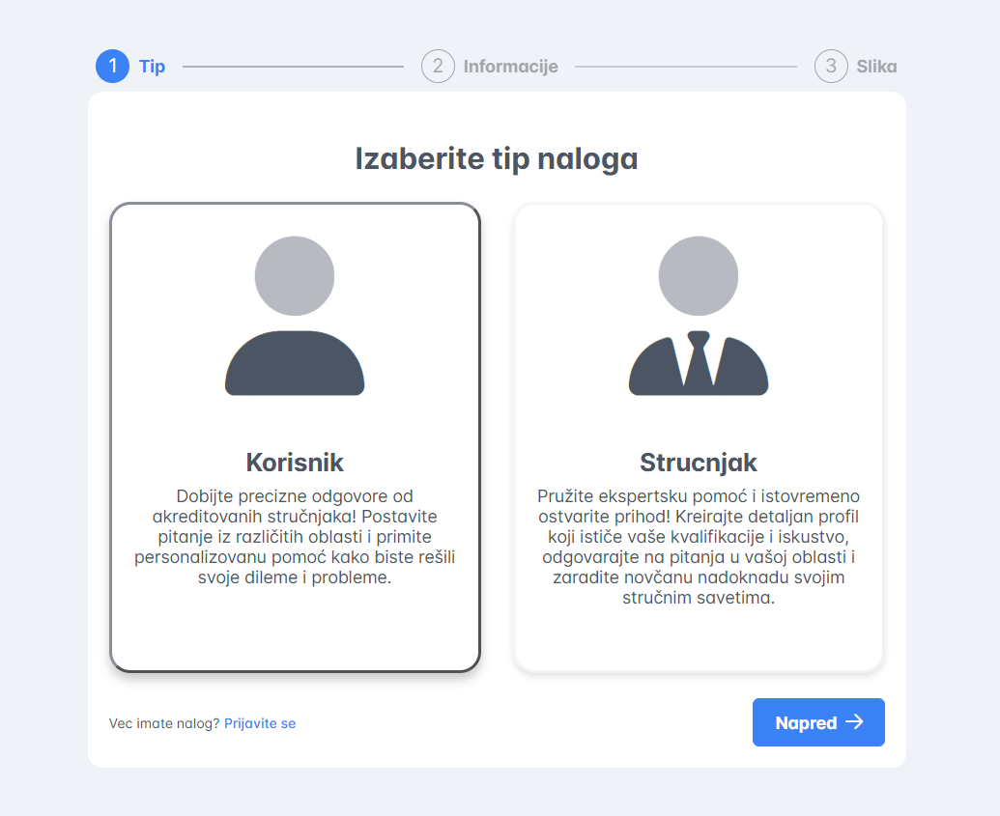 1 Tip 2 Informacije 3 Slika
Izaberite tip naloga
Korisnik
Dobijte precizne odgovore od
akreditovanih stručnjaka! Postavite
pitanje iz različitih oblasti i primite
personalizovanu pomoć kako biste rešili
svoje dileme i probleme.
Strucnjak
Pružite ekspertsku pomoć i istovremeno
ostvarite prihod! Kreirajte detaljan profil
koji ističe vaše kvalifikacije i iskustvo,
odgovarajte na pitanja u vašoj oblasti i
zaradite novčanu nadoknadu svojim
stručnim savetima.
Vec imate nalog? Prijavite se
Napred →